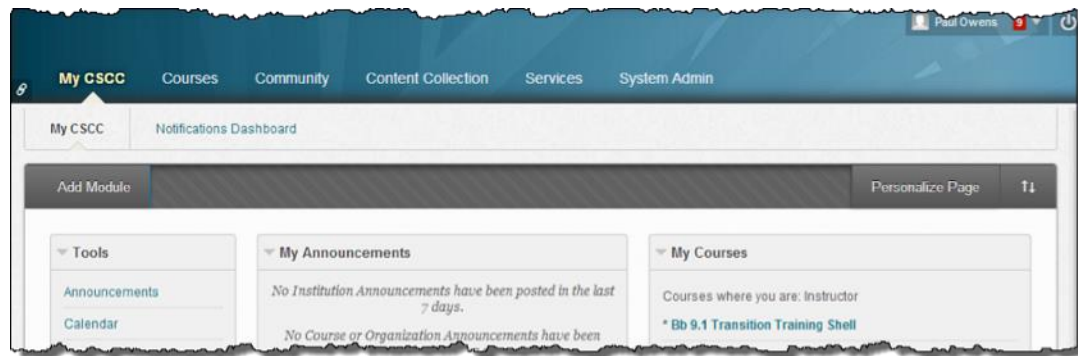 Paul Owens 9
My CSCC Courses Community Content Collection Services System Admin
My CSCC Notifications Dashboard
Add Module Personalize Page
Tools
Announcements
Calendar
My Announcements
No Institution Announcements have been posted in the last
7 days.
No Course or Organization Announcements have been
My Courses
Courses where you are: Instructor
* Bb 9.1 Transition Training Shell